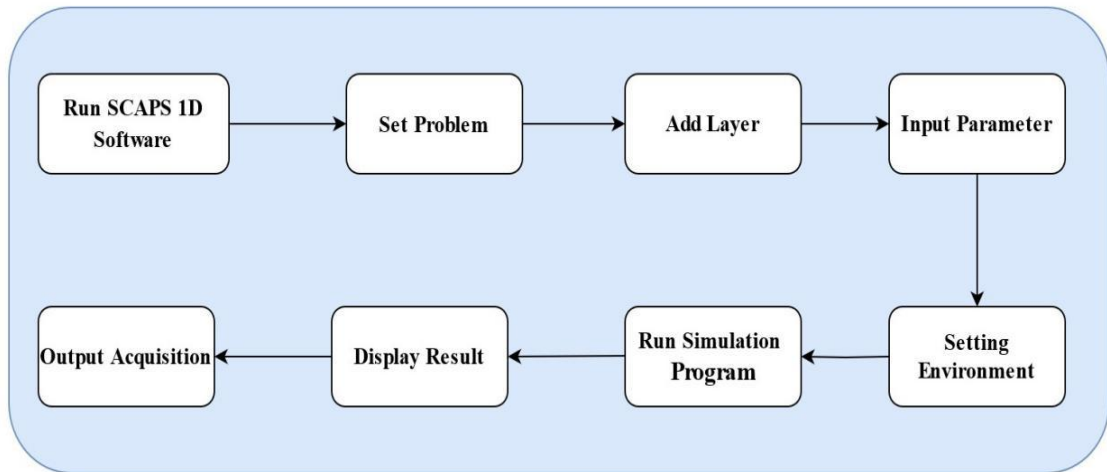 Run SCAPS 1D
Software
Set Problem
Add Layer
Input Parameter
Setting
Environment
Run Simulation
Program
Display Result
Output Acquisition